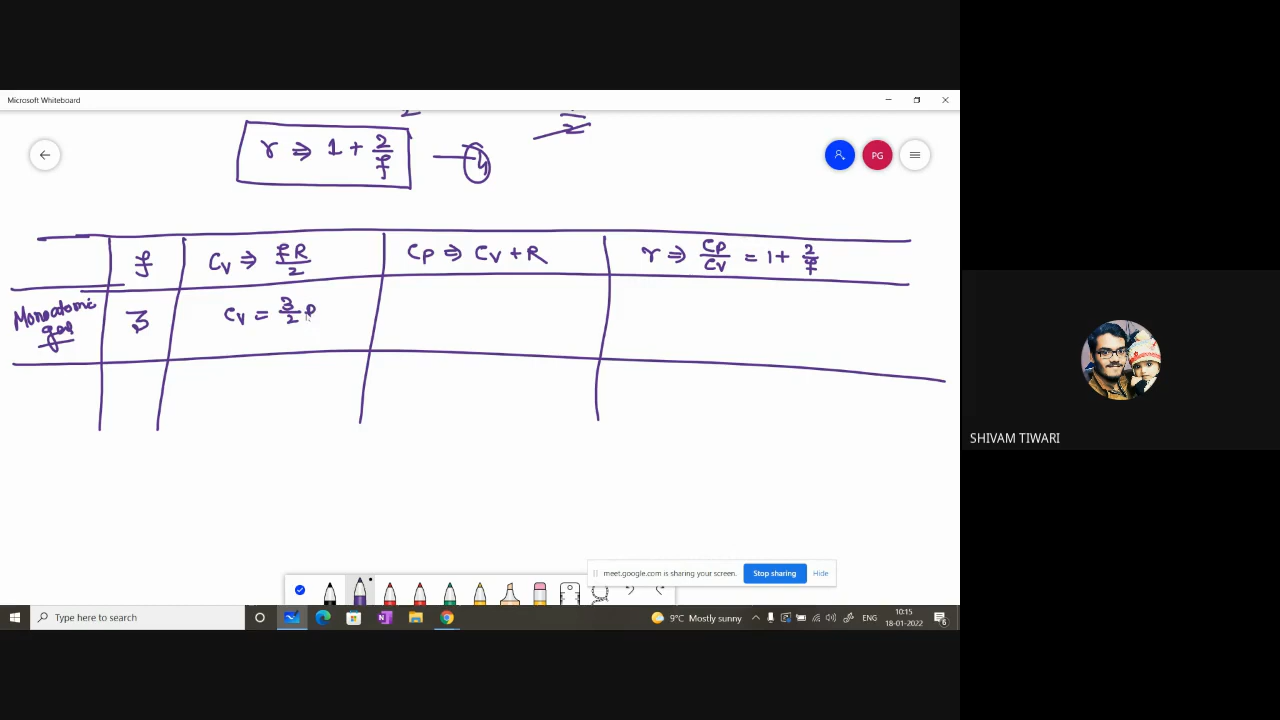 Microsoft Whiteboard
γ ⇒ 1 + 2/f — 4
PG
f | Cv ⇒ fR/2 | Cp ⇒ Cv + R | γ ⇒ Cp/Cv = 1 + 2/f
Monoatomic gas | 3 | Cv = 3/2 R
SHIVAM TIWARI
meet.google.com is sharing your screen. Stop sharing Hide
Type here to search
9°C Mostly sunny
ENG
10:15
18-01-2022
6